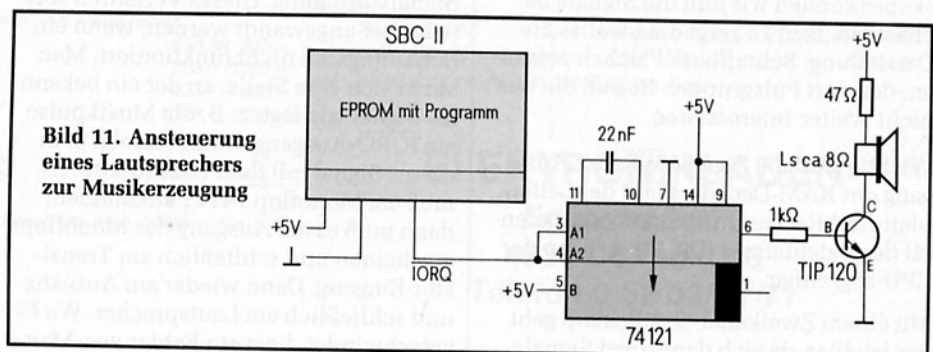 SBC II
EPROM mit Programm
Bild 11. Ansteuerung
eines Lautsprechers
zur Musikerzeugung
+5V
IORQ
+5V
22nF
+5V
11 10 7 14 9
3 A1
4 A2
5 B
6
1
74121
1kΩ
B
C
E
TIP 120
+5V
47Ω
Ls ca 8Ω